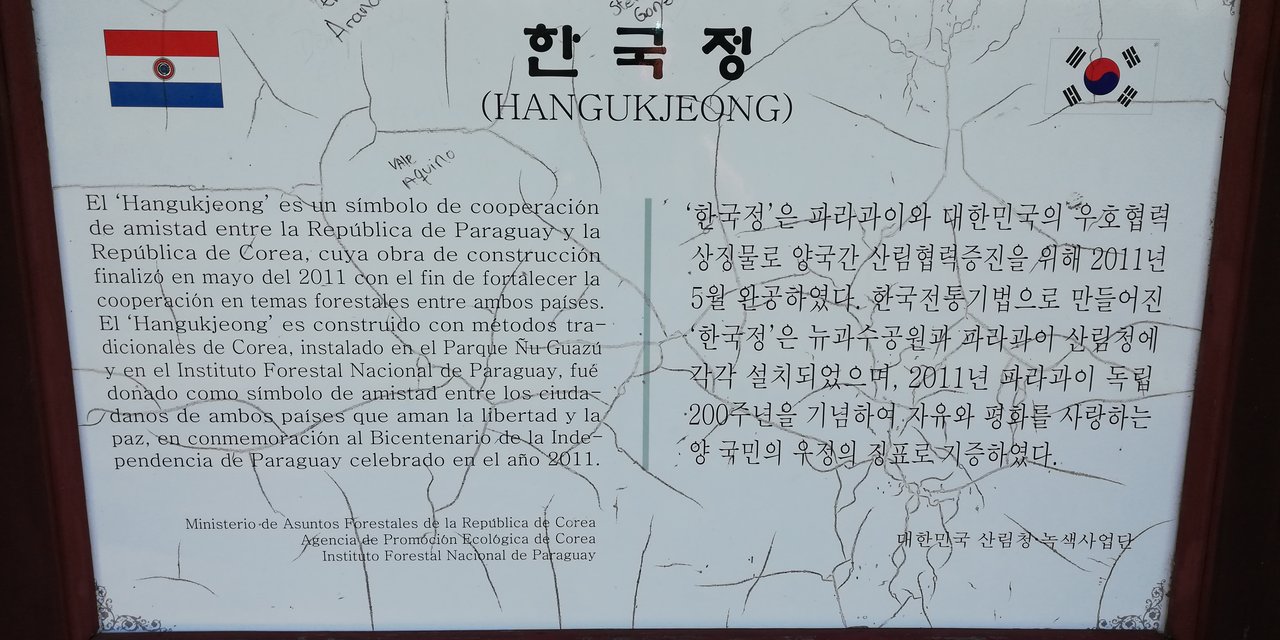 Arano
한국정
(HANGUKJEONG)
VALE
Aquino
El ‘Hangukjeong’ es un símbolo de cooperación
de amistad entre la República de Paraguay y la
República de Corea, cuya obra de construcción
finalizó en mayo del 2011 con el fin de fortalecer la
cooperación en temas forestales entre ambos países.
El ‘Hangukjeong’ es construido con métodos tra-
dicionales de Corea, instalado en el Parque Ñu Guazú
y en el Instituto Forestal Nacional de Paraguay, fué
donado como símbolo de amistad entre los ciuda-
danos de ambos países que aman la libertad y la
paz, en conmemoración al Bicentenario de la Inde-
pendencia de Paraguay celebrado en el año 2011.
Ministerio de Asuntos Forestales de la República de Corea
Agencia de Promoción Ecológica de Corea
Instituto Forestal Nacional de Paraguay
‘한국정’은 파라과이와 대한민국의 우호협력
상징물로 양국간 산림협력증진을 위해 2011년
5월 완공하였다. 한국전통기법으로 만들어진
‘한국정’은 뉴과수공원과 파라과이 산림청에
각각 설치되었으며, 2011년 파라과이 독립
200주년을 기념하여 자유와 평화를 사랑하는
양 국민의 우정의 징표로 기증하였다.
대한민국 산림청 녹색사업단